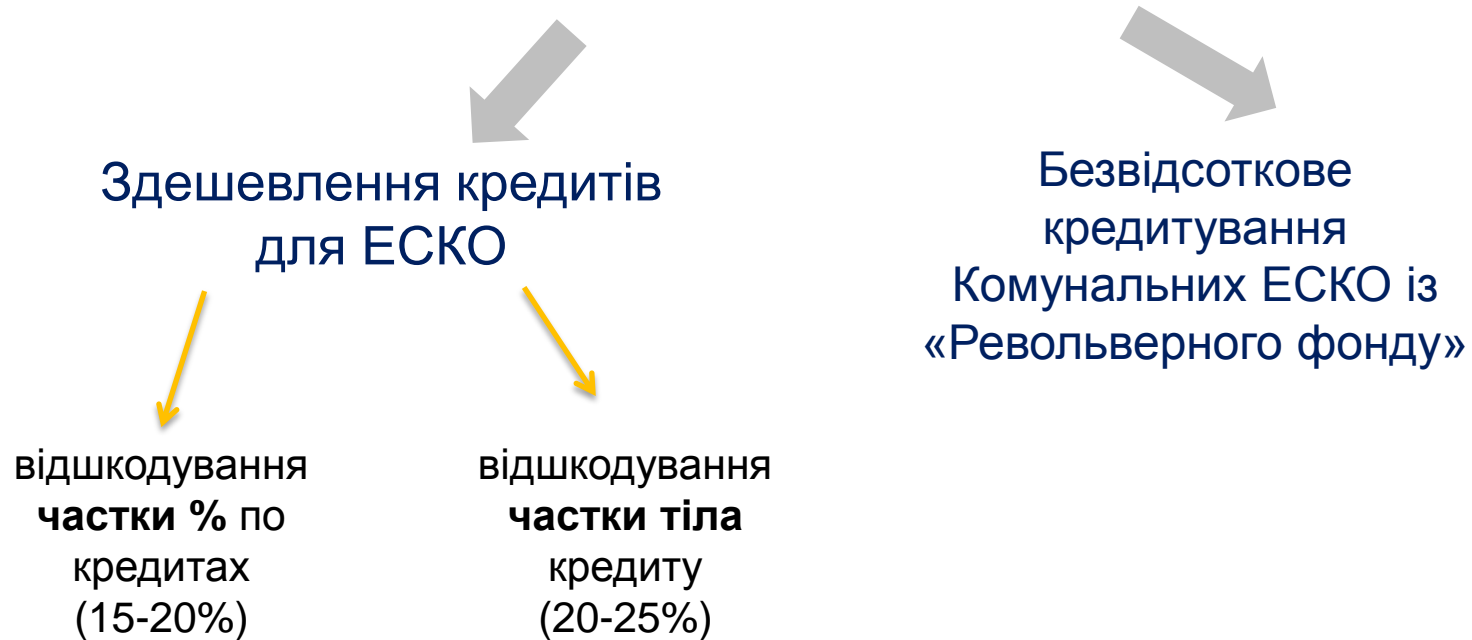 Здешевлення кредитів
для ЕСКО
Безвідсоткове
кредитування
Комунальних ЕСКО із
«Револьверного фонду»
відшкодування
частки % по
кредитах
(15-20%)
відшкодування
частки тіла
кредиту
(20-25%)